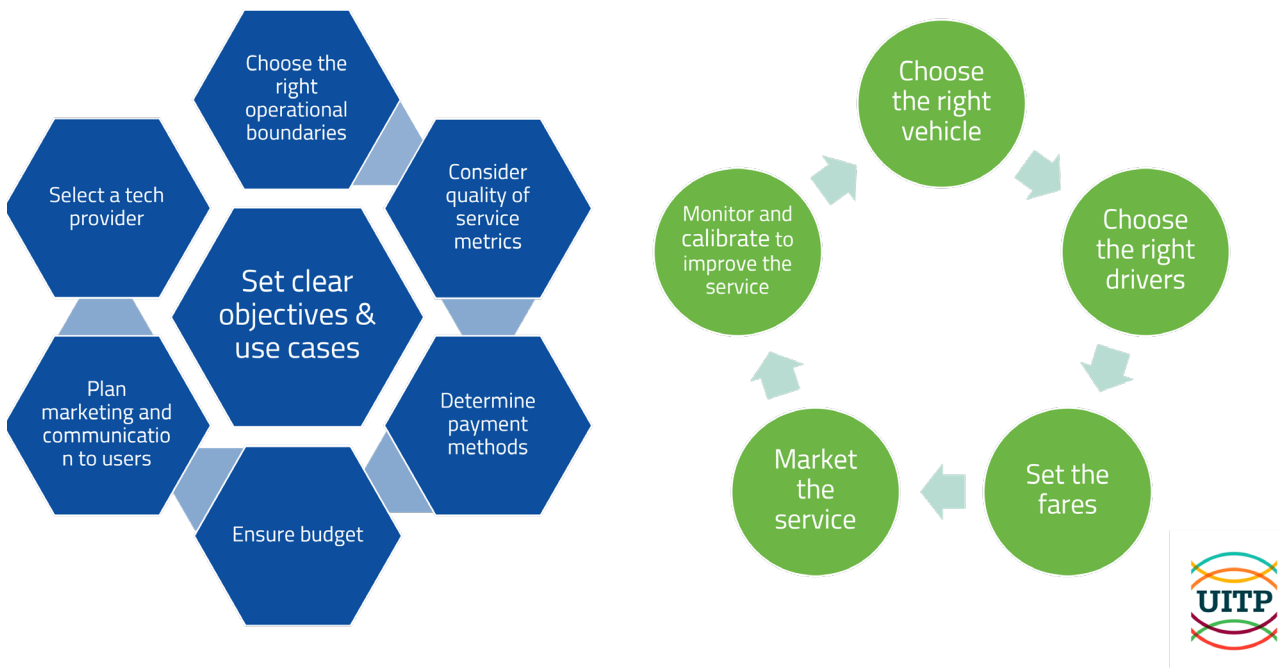 Choose the
right
operational
boundaries
Consider
quality of
service
metrics
Determine
payment
methods
Ensure budget
Plan
marketing and
communicatio
n to users
Select a tech
provider
Set clear
objectives &
use cases
Choose
the right
vehicle
Choose
the right
drivers
Set the
fares
Market
the
service
Monitor and
calibrate to
improve the
service
UITP